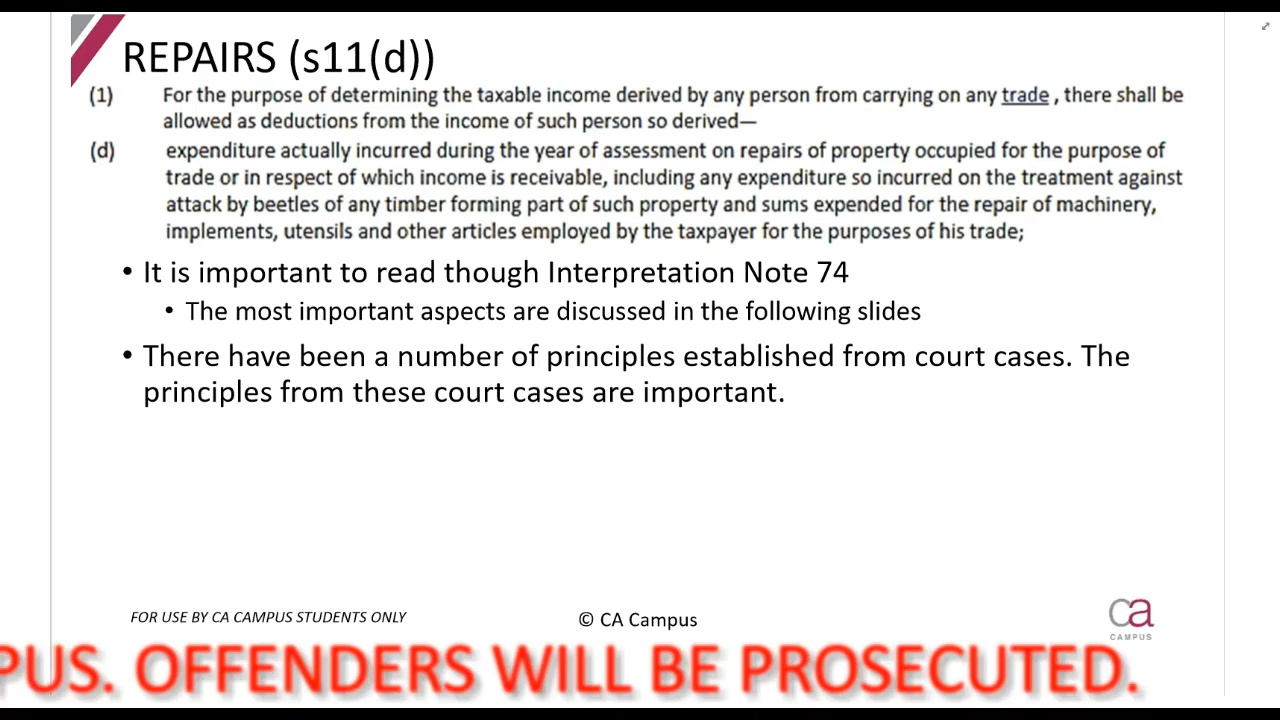 REPAIRS (s11(d))
(1) For the purpose of determining the taxable income derived by any person from carrying on any trade , there shall be
allowed as deductions from the income of such person so derived—
(d) expenditure actually incurred during the year of assessment on repairs of property occupied for the purpose of
trade or in respect of which income is receivable, including any expenditure so incurred on the treatment against
attack by beetles of any timber forming part of such property and sums expended for the repair of machinery,
implements, utensils and other articles employed by the taxpayer for the purposes of his trade;
• It is important to read though Interpretation Note 74
• The most important aspects are discussed in the following slides
• There have been a number of principles established from court cases. The
principles from these court cases are important.
FOR USE BY CA CAMPUS STUDENTS ONLY
© CA Campus
ca
CAMPUS
PUS. OFFENDERS WILL BE PROSECUTED.